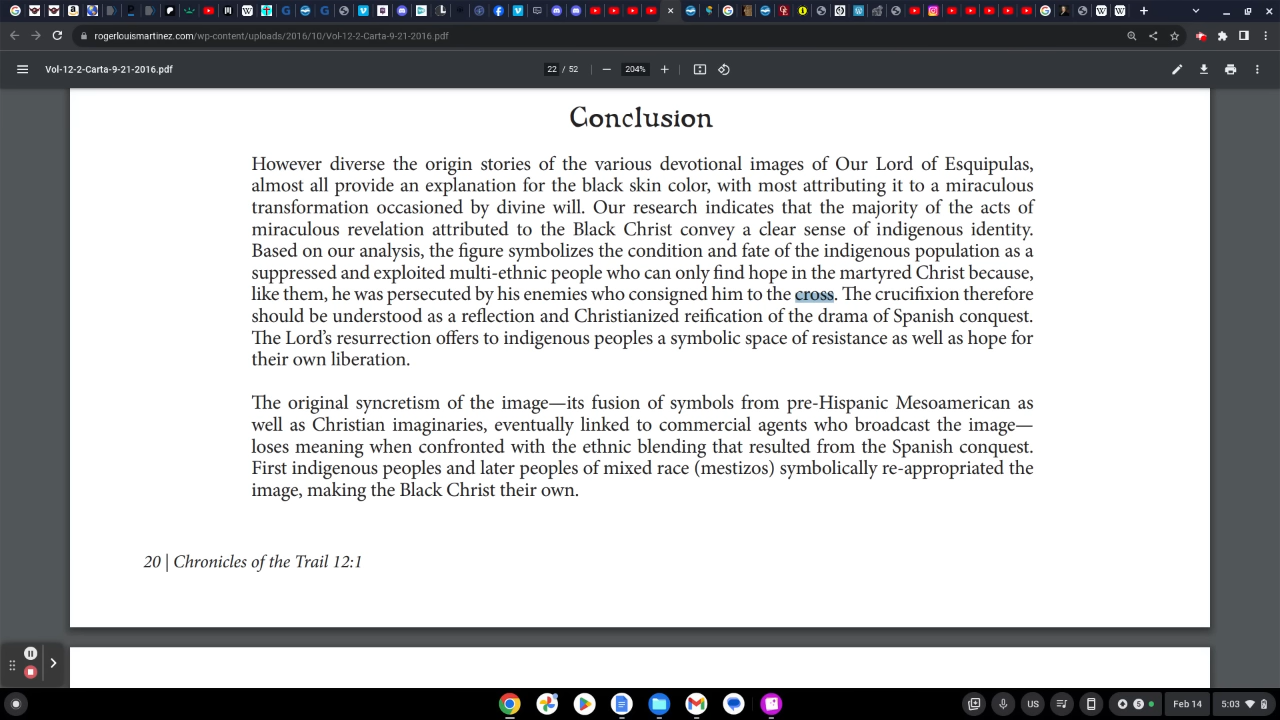 rogerlouismartinez.com/wp-content/uploads/2016/10/Vol-12-2-Carta-9-21-2016.pdf
Vol-12-2-Carta-9-21-2016.pdf
22 / 52
204%
Conclusion
However diverse the origin stories of the various devotional images of Our Lord of Esquipulas,
almost all provide an explanation for the black skin color, with most attributing it to a miraculous
transformation occasioned by divine will. Our research indicates that the majority of the acts of
miraculous revelation attributed to the Black Christ convey a clear sense of indigenous identity.
Based on our analysis, the figure symbolizes the condition and fate of the indigenous population as a
suppressed and exploited multi-ethnic people who can only find hope in the martyred Christ because,
like them, he was persecuted by his enemies who consigned him to the cross. The crucifixion therefore
should be understood as a reflection and Christianized reification of the drama of Spanish conquest.
The Lord's resurrection offers to indigenous peoples a symbolic space of resistance as well as hope for
their own liberation.
The original syncretism of the image—its fusion of symbols from pre-Hispanic Mesoamerican as
well as Christian imaginaries, eventually linked to commercial agents who broadcast the image—
loses meaning when confronted with the ethnic blending that resulted from the Spanish conquest.
First indigenous peoples and later peoples of mixed race (mestizos) symbolically re-appropriated the
image, making the Black Christ their own.
20 | Chronicles of the Trail 12:1
US
5
Feb 14
5:03